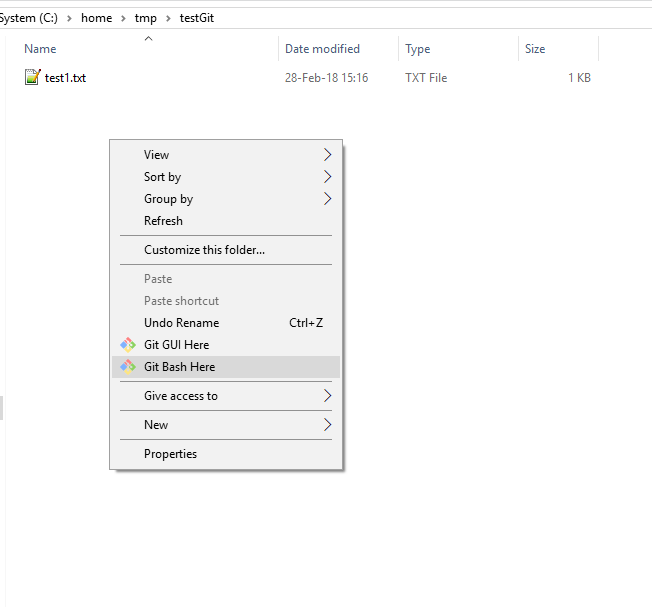 System (C:) > home > tmp > testGit
Name Date modified Type Size
test1.txt 28-Feb-18 15:16 TXT File 1 KB
View
Sort by
Group by
Refresh
Customize this folder...
Paste
Paste shortcut
Undo Rename Ctrl+Z
Git GUI Here
Git Bash Here
Give access to
New
Properties